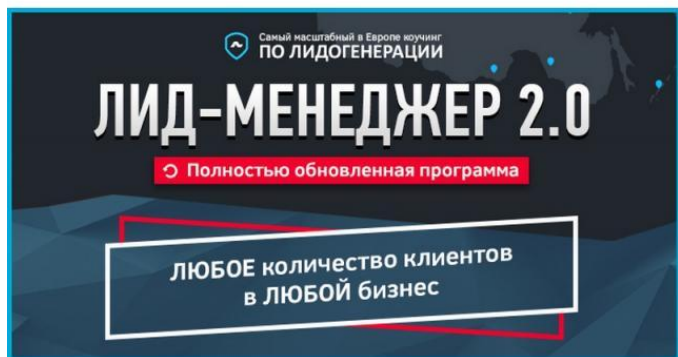 Самый масштабный в Европе коучинг
ПО ЛИДОГЕНЕРАЦИИ
ЛИД-МЕНЕДЖЕР 2.0
Полностью обновленная программа
ЛЮБОЕ количество клиентов
в ЛЮБОЙ бизнес